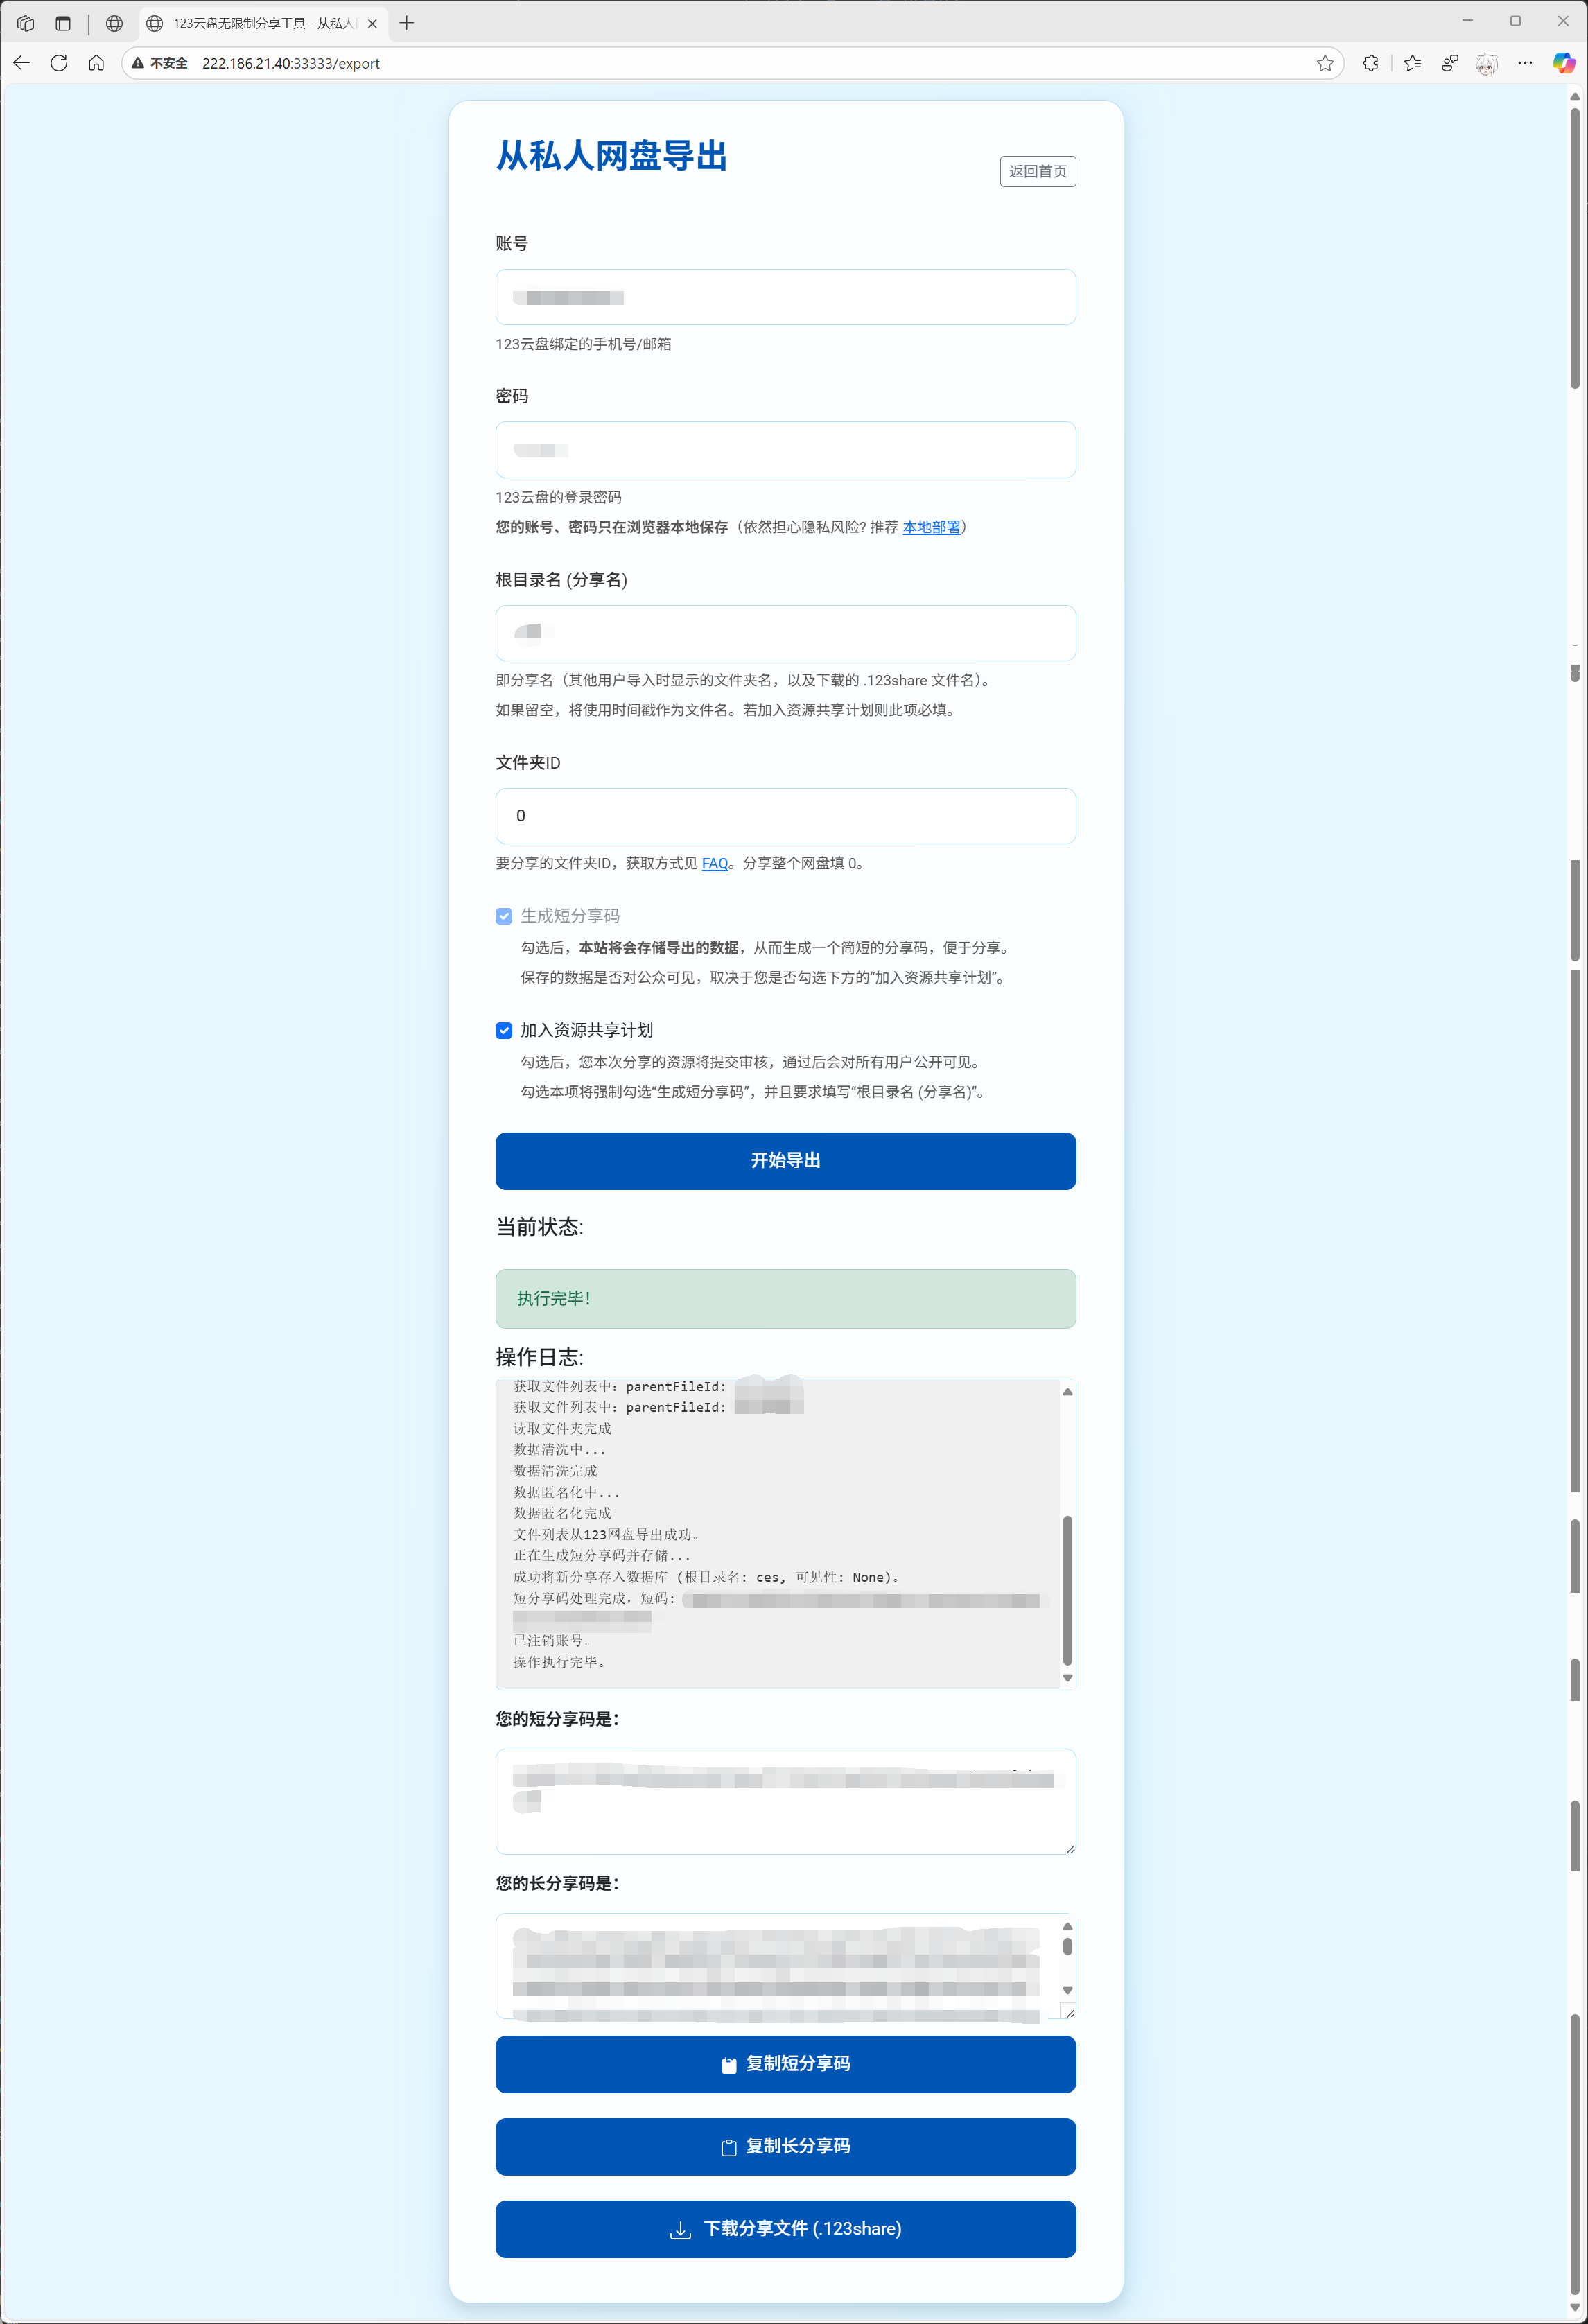 123云盘无限制分享工具 - 从私人
不安全 222.186.21.40:33333/export
从私人网盘导出
返回首页
账号
123云盘绑定的手机号/邮箱
密码
123云盘的登录密码
您的账号、密码只在浏览器本地保存（依然担心隐私风险? 推荐 本地部署）
根目录名 (分享名)
即分享名（其他用户导入时显示的文件夹名，以及下载的 .123share 文件名）。
如果留空，将使用时间戳作为文件名。若加入资源共享计划则此项必填。
文件夹ID
0
要分享的文件夹ID，获取方式见 FAQ。分享整个网盘填 0。
生成短分享码
勾选后，本站将会存储导出的数据，从而生成一个简短的分享码，便于分享。
保存的数据是否对公众可见，取决于您是否勾选下方的“加入资源共享计划”。
加入资源共享计划
勾选后，您本次分享的资源将提交审核，通过后会对所有用户公开可见。
勾选本项将强制勾选“生成短分享码”，并且要求填写“根目录名 (分享名)”。
开始导出
当前状态:
执行完毕！
操作日志:
获取文件列表中: parentFileId:
获取文件列表中: parentFileId:
读取文件夹完成
数据清洗中...
数据清洗完成
数据匿名化中...
数据匿名化完成
文件列表从123网盘导出成功。
正在生成短分享码并存储...
成功将新分享存入数据库 (根目录名: ces, 可见性: None)。
短分享码处理完成，短码:
已注销账号。
操作执行完毕。
您的短分享码是：
您的长分享码是：
复制短分享码
复制长分享码
下载分享文件 (.123share)